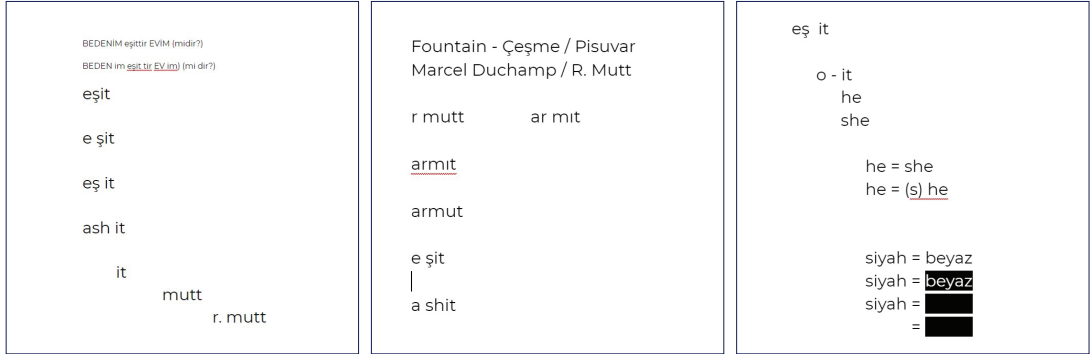 BEDENİM eşittir EVİM (midir?)
BEDEN im eşit tir EV im) (mi dir?)
eşit
e şit
eş it
ash it
it
mutt
r. mutt
Fountain - Çeşme / Pisuvar
Marcel Duchamp / R. Mutt
r mutt ar mıt
armıt
armut
e şit
a shit
eş it
o - it
he
she
he = she
he = (s) he
siyah = beyaz
siyah = beyaz
siyah =
=